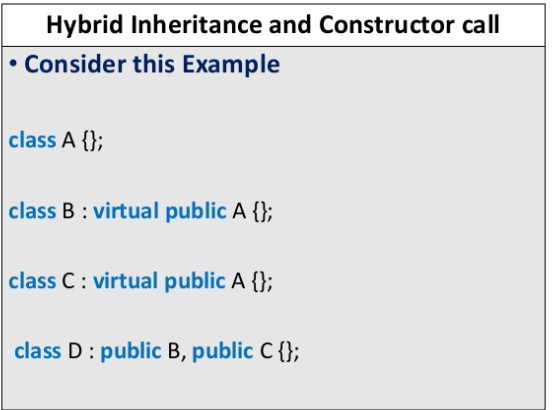 Hybrid Inheritance and Constructor call
• Consider this Example
class A {};
class B : virtual public A {};
class C : virtual public A {};
class D : public B, public C {};